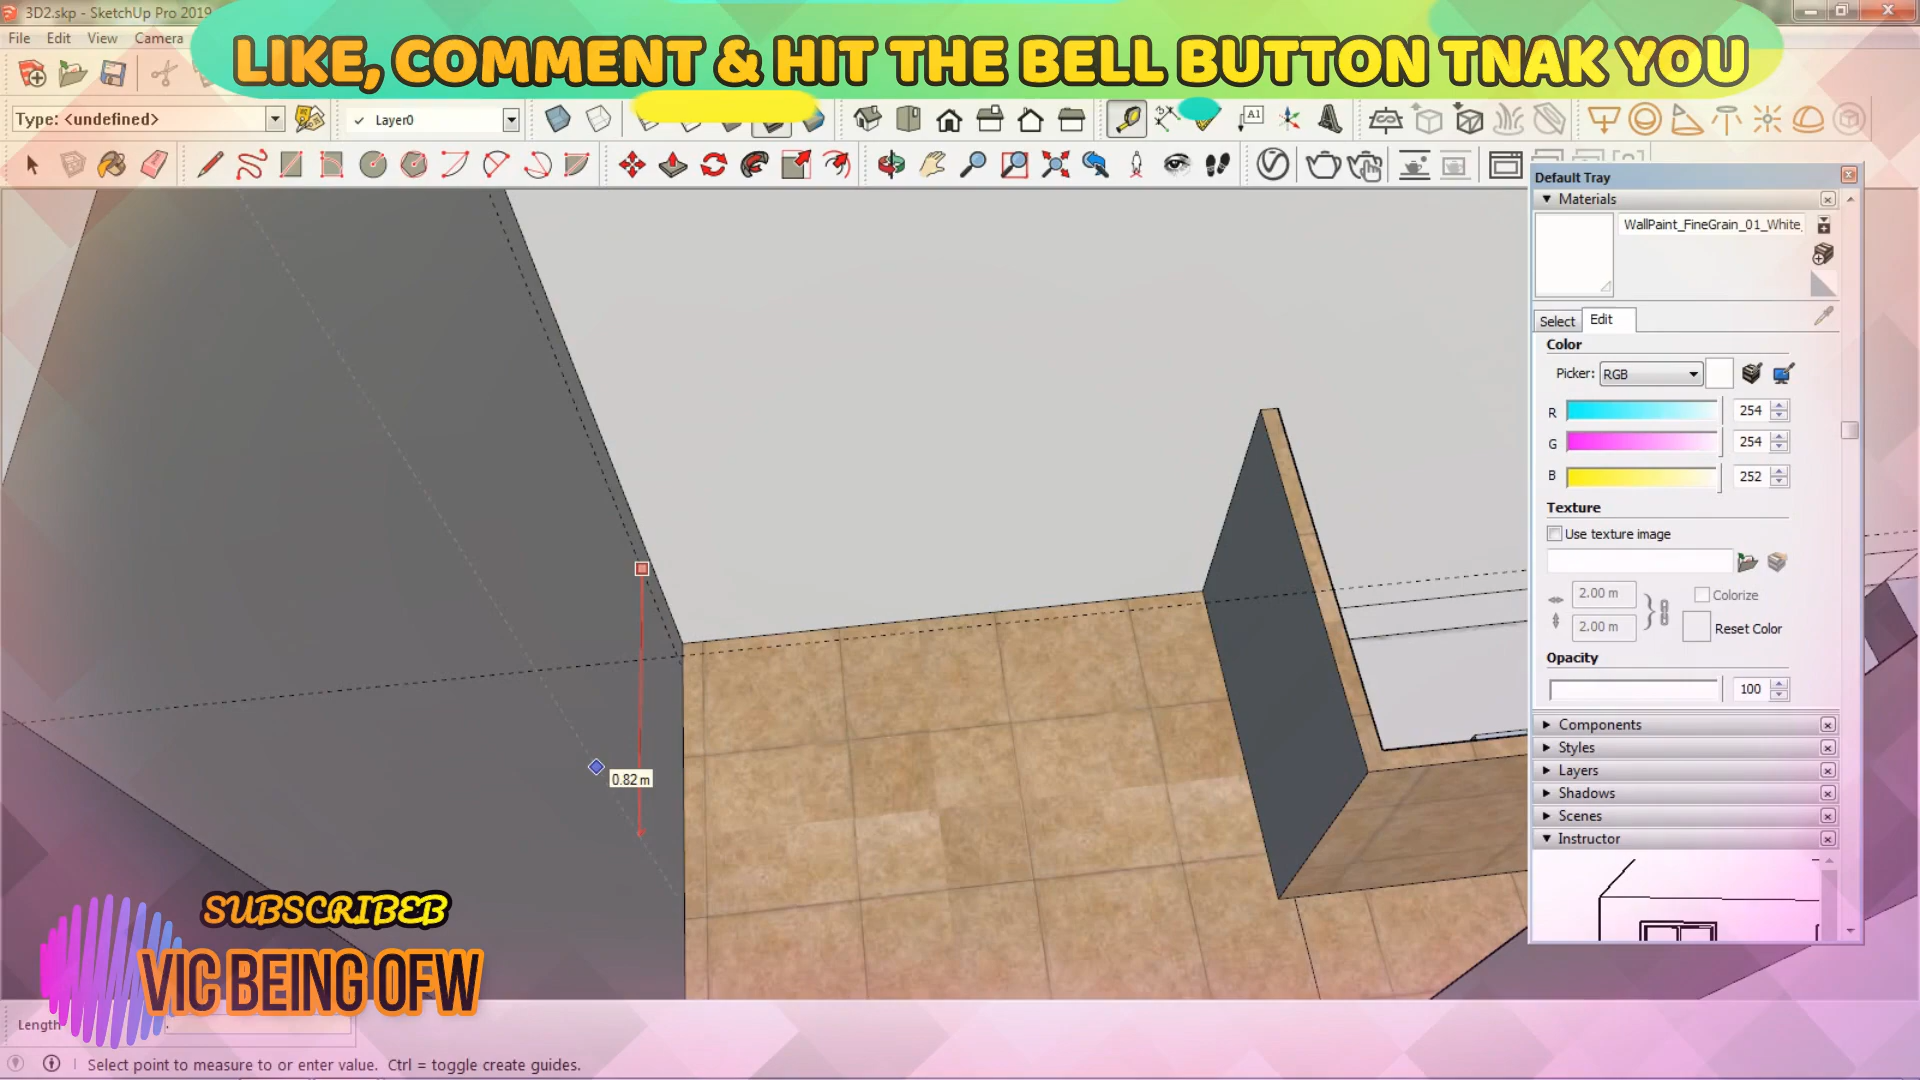 3D2.skp - SketchUp Pro 2019
LIKE, COMMENT & HIT THE BELL BUTTON TNAK YOU
File Edit View Camera
Type: <undefined>
✓ Layer0
A1
Default Tray
Materials
WallPaint_FineGrain_01_White_
Select Edit
Color
Picker: RGB
R 254
G 254
B 252
Texture
Use texture image
2.00 m
Colorize
2.00 m
Reset Color
Opacity
100
Components
Styles
Layers
Shadows
Scenes
Instructor
0.82 m
SUBSCRIBEB
VIC BEING OFW
Length
Select point to measure to or enter value. Ctrl = toggle create guides.